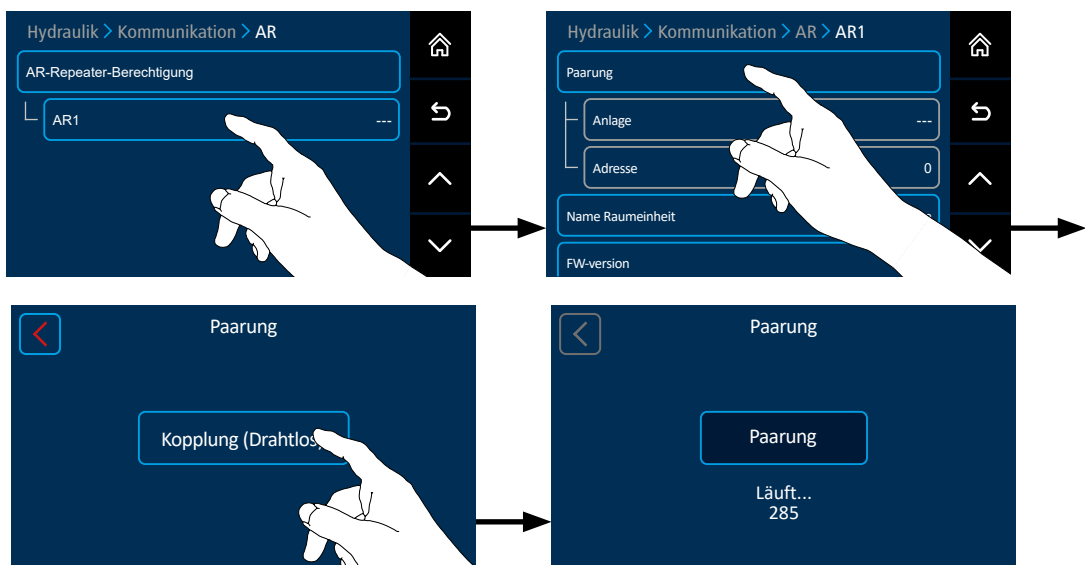 Hydraulik > Kommunikation > AR
AR-Repeater-Berechtigung
AR1 ---
Hydraulik > Kommunikation > AR > AR1
Paarung
Anlage ---
Adresse 0
Name Raumeinheit
FW-version
Paarung
Kopplung (Drahtlos)
Paarung
Paarung
Läuft...
285